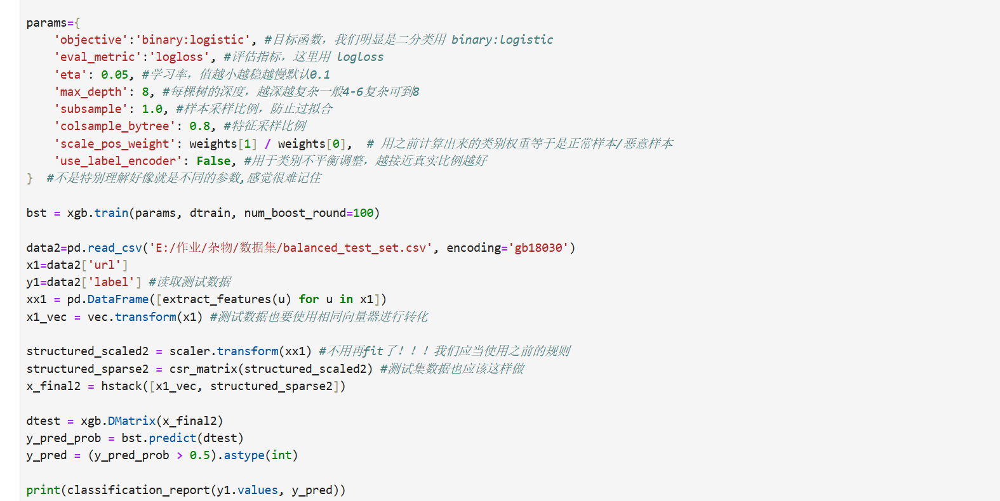 params={
'objective':'binary:logistic', #目标函数，我们明显是二分类用 binary:logistic
'eval_metric':'logloss', #评估指标，这里用 logloss
'eta': 0.05, #学习率，值越小越稳越慢默认0.1
'max_depth': 8, #每棵树的深度，越深越复杂一般4-6复杂可到8
'subsample': 1.0, #样本采样比例，防止过拟合
'colsample_bytree': 0.8, #特征采样比例
'scale_pos_weight': weights[1] / weights[0],  # 用之前计算出来的类别权重等于是正常样本/恶意样本
'use_label_encoder': False, #用于类别不平衡调整，越接近真实比例越好
}  #不是特别理解好像就是不同的参数,感觉很难记住
bst = xgb.train(params, dtrain, num_boost_round=100)
data2=pd.read_csv('E:/作业/杂物/数据集/balanced_test_set.csv', encoding='gb18030')
x1=data2['url']
y1=data2['label'] #读取测试数据
xx1 = pd.DataFrame([extract_features(u) for u in x1])
x1_vec = vec.transform(x1) #测试数据也要使用相同向量器进行转化
structured_scaled2 = scaler.transform(xx1) #不用再fit了！！！我们应当使用之前的规则
structured_sparse2 = csr_matrix(structured_scaled2) #测试集数据也应该这样做
x_final2 = hstack([x1_vec, structured_sparse2])
dtest = xgb.DMatrix(x_final2)
y_pred_prob = bst.predict(dtest)
y_pred = (y_pred_prob > 0.5).astype(int)
print(classification_report(y1.values, y_pred))